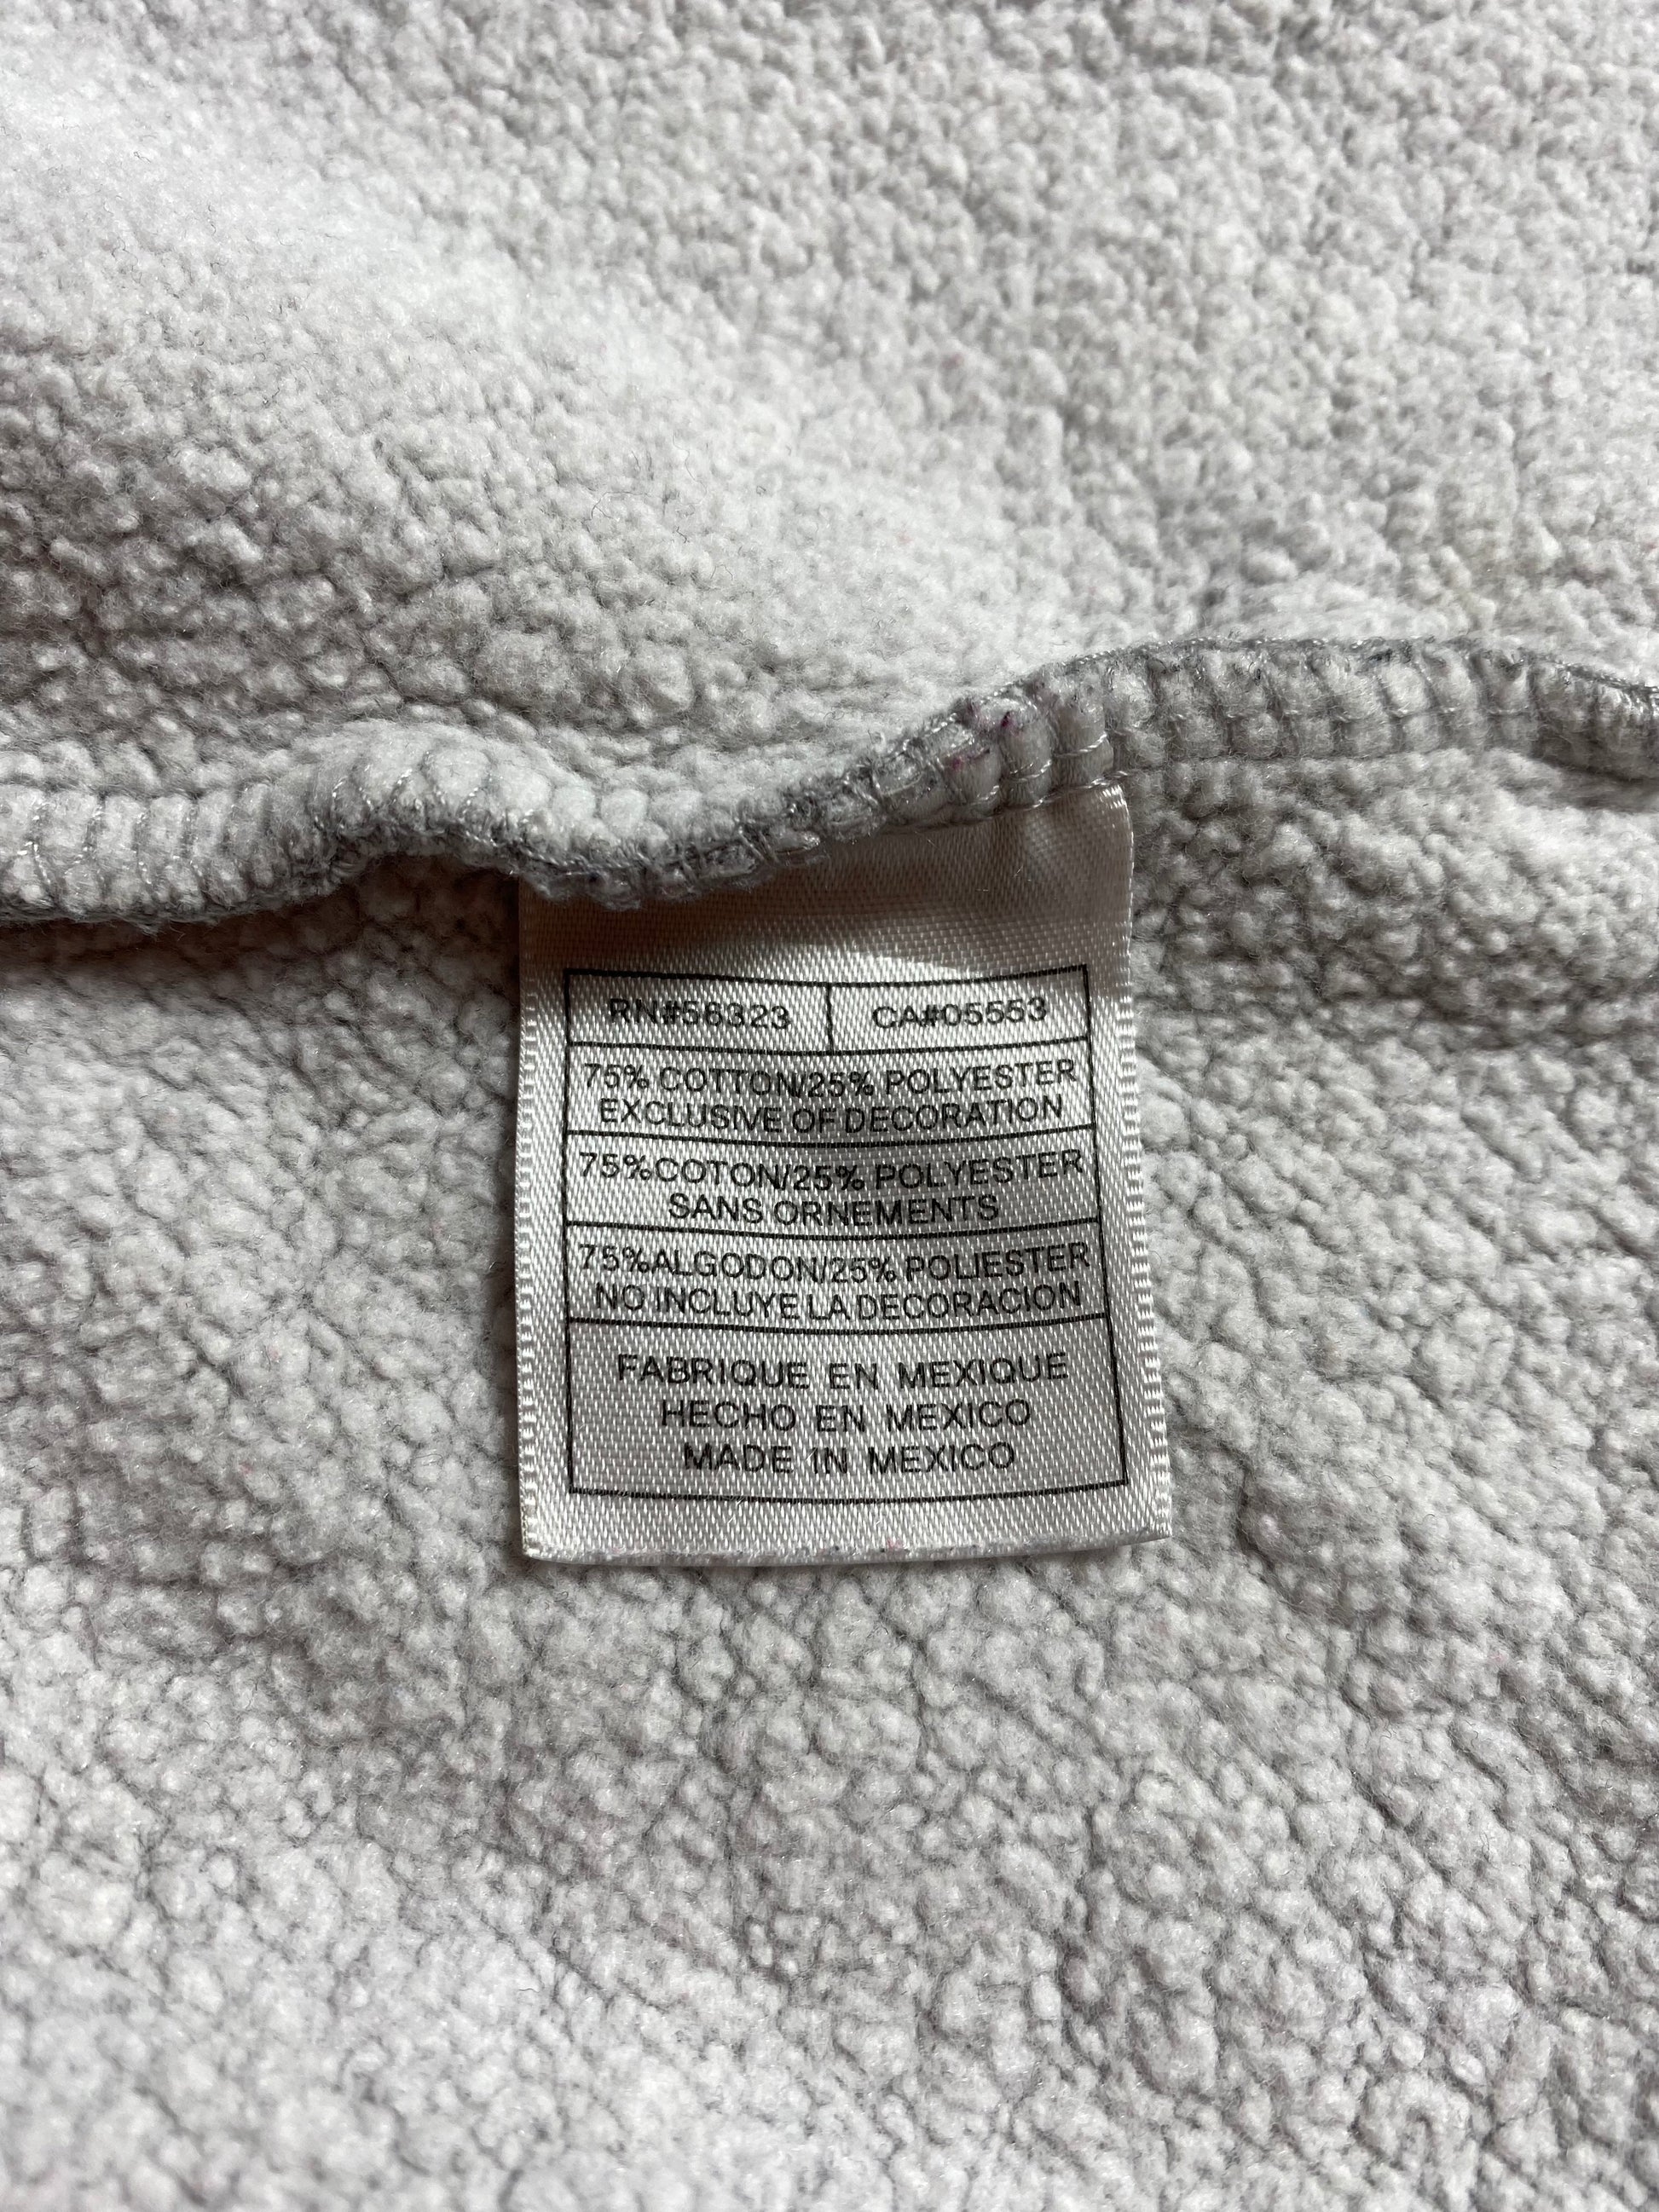 RN#56323 CA#05553
75% COTTON/25% POLYESTER
EXCLUSIVE OF DECORATION
75%COTON/25% POLYESTER
SANS ORNEMENTS
75%ALGODON/25% POLIESTER
NO INCLUYE LA DECORACION
FABRIQUE EN MEXIQUE
HECHO EN MEXICO
MADE IN MEXICO